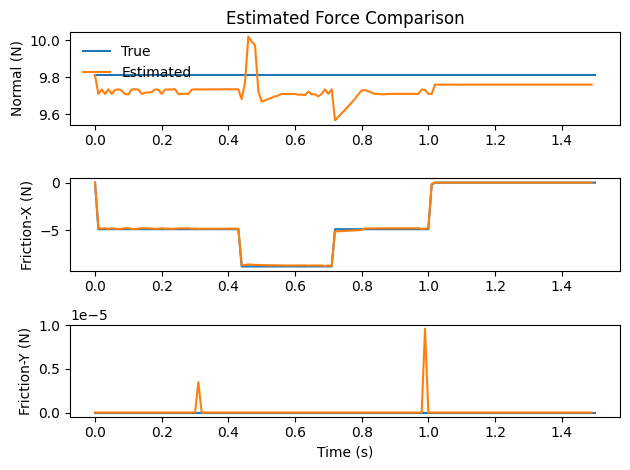 Estimated Force Comparison
Normal (N)
10.0
9.8
9.6
True
Estimated
0.0 0.2 0.4 0.6 0.8 1.0 1.2 1.4
Friction-X (N)
0
−5
0.0 0.2 0.4 0.6 0.8 1.0 1.2 1.4
1e−5
Friction-Y (N)
1.0
0.5
0.0
0.0 0.2 0.4 0.6 0.8 1.0 1.2 1.4
Time (s)